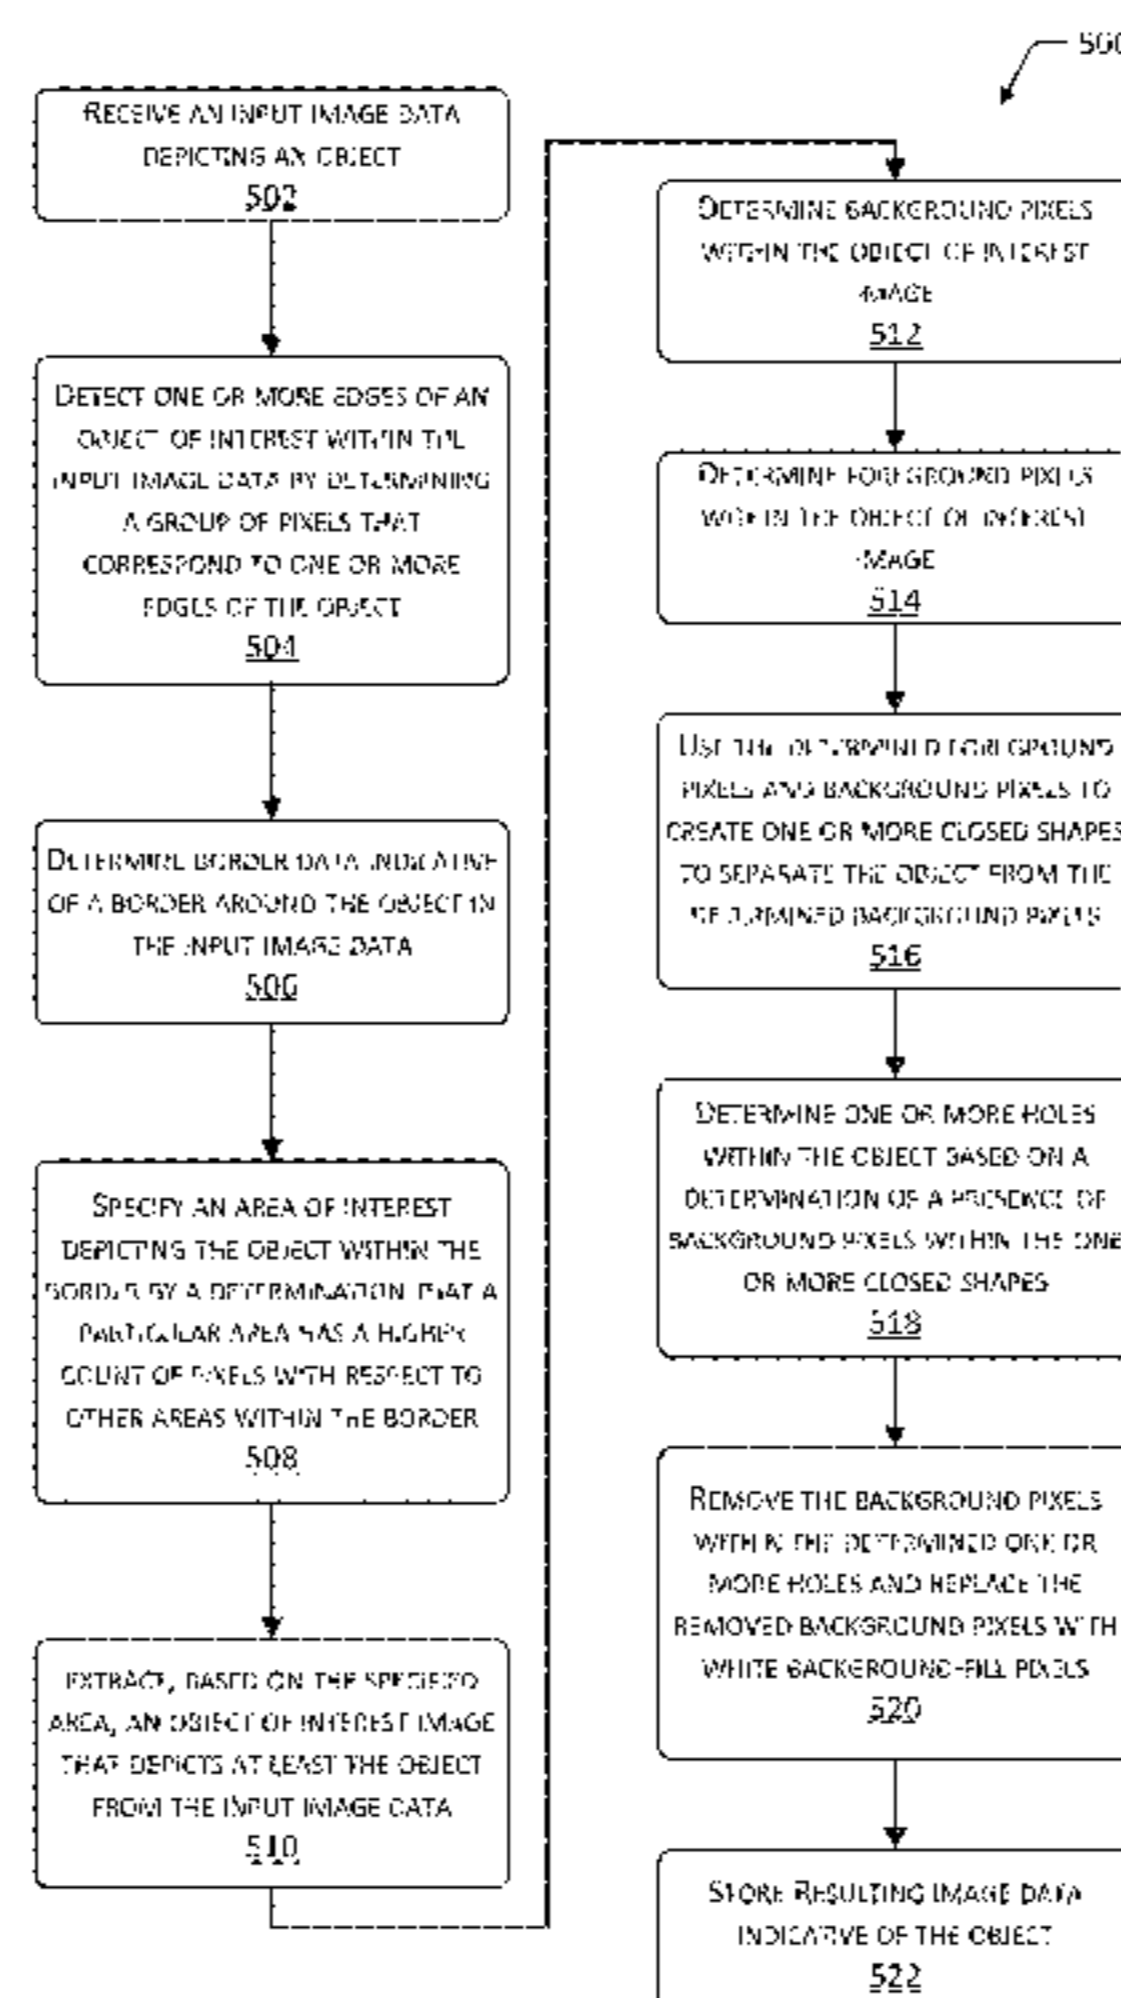 RECEIVE AN INPUT IMAGE DATA
DEPICTING AN OBJECT
502
DETECT ONE OR MORE EDGES OF AN
OBJECT OF INTEREST WITHIN THE
INPUT IMAGE DATA BY DETERMINING
A GROUP OF PIXELS THAT
CORRESPOND TO ONE OR MORE
EDGES OF THE OBJECT
504
DETERMINE BORDER DATA INDICATIVE
OF A BORDER AROUND THE OBJECT IN
THE INPUT IMAGE DATA
506
SPECIFY AN AREA OF INTEREST
DEPICTING THE OBJECT WITHIN THE
BORDER BY A DETERMINATION THAT A
PARTICULAR AREA HAS A HIGHER
COUNT OF PIXELS WITH RESPECT TO
OTHER AREAS WITHIN THE BORDER
508
EXTRACT, BASED ON THE SPECIFIED
AREA, AN OBJECT OF INTEREST IMAGE
THAT DEPICTS AT LEAST THE OBJECT
FROM THE INPUT IMAGE DATA
510
500
DETERMINE BACKGROUND PIXELS
WITHIN THE OBJECT OF INTEREST
IMAGE
512
DETERMINE FOREGROUND PIXELS
WITHIN THE OBJECT OF INTEREST
IMAGE
514
USE THE DETERMINED FOREGROUND
PIXELS AND BACKGROUND PIXELS TO
CREATE ONE OR MORE CLOSED SHAPES
TO SEPARATE THE OBJECT FROM THE
DETERMINED BACKGROUND PIXELS
516
DETERMINE ONE OR MORE HOLES
WITHIN THE OBJECT BASED ON A
DETERMINATION OF A PRESENCE OF
BACKGROUND PIXELS WITHIN THE ONE
OR MORE CLOSED SHAPES
518
REMOVE THE BACKGROUND PIXELS
WITHIN THE DETERMINED ONE OR
MORE HOLES AND REPLACE THE
REMOVED BACKGROUND PIXELS WITH
WHITE BACKGROUND-FILL PIXELS
520
STORE RESULTING IMAGE DATA
INDICATIVE OF THE OBJECT
522